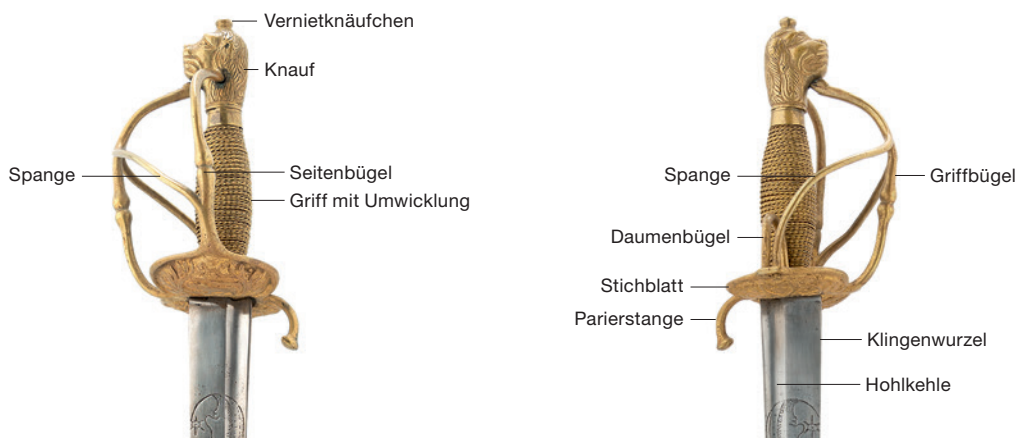 Vernietknäufchen
Knauf
Spange
Seitenbügel
Griff mit Umwicklung
Spange
Griffbügel
Daumenbügel
Stichblatt
Parierstange
Klingenwurzel
Hohlkehle